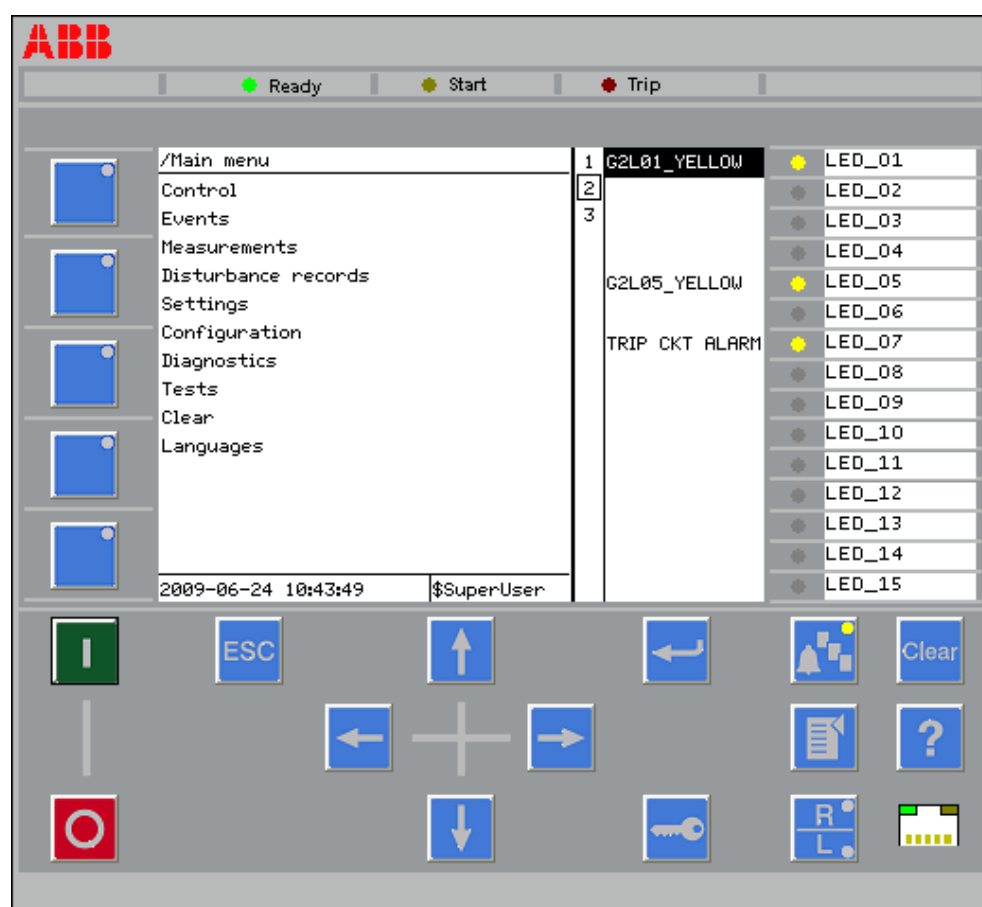 ABB
Ready
Start
Trip
/Main menu
Control
Events
Measurements
Disturbance records
Settings
Configuration
Diagnostics
Tests
Clear
Languages
2009-06-24 10:43:49
$SuperUser
1
2
3
G2L01_YELLOW
G2L05_YELLOW
TRIP CKT ALARM
LED_01
LED_02
LED_03
LED_04
LED_05
LED_06
LED_07
LED_08
LED_09
LED_10
LED_11
LED_12
LED_13
LED_14
LED_15
I
ESC
Clear
?
O
R
L